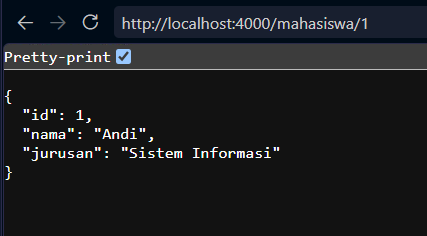 http://localhost:4000/mahasiswa/1
Pretty-print
{
  "id": 1,
  "nama": "Andi",
  "jurusan": "Sistem Informasi"
}